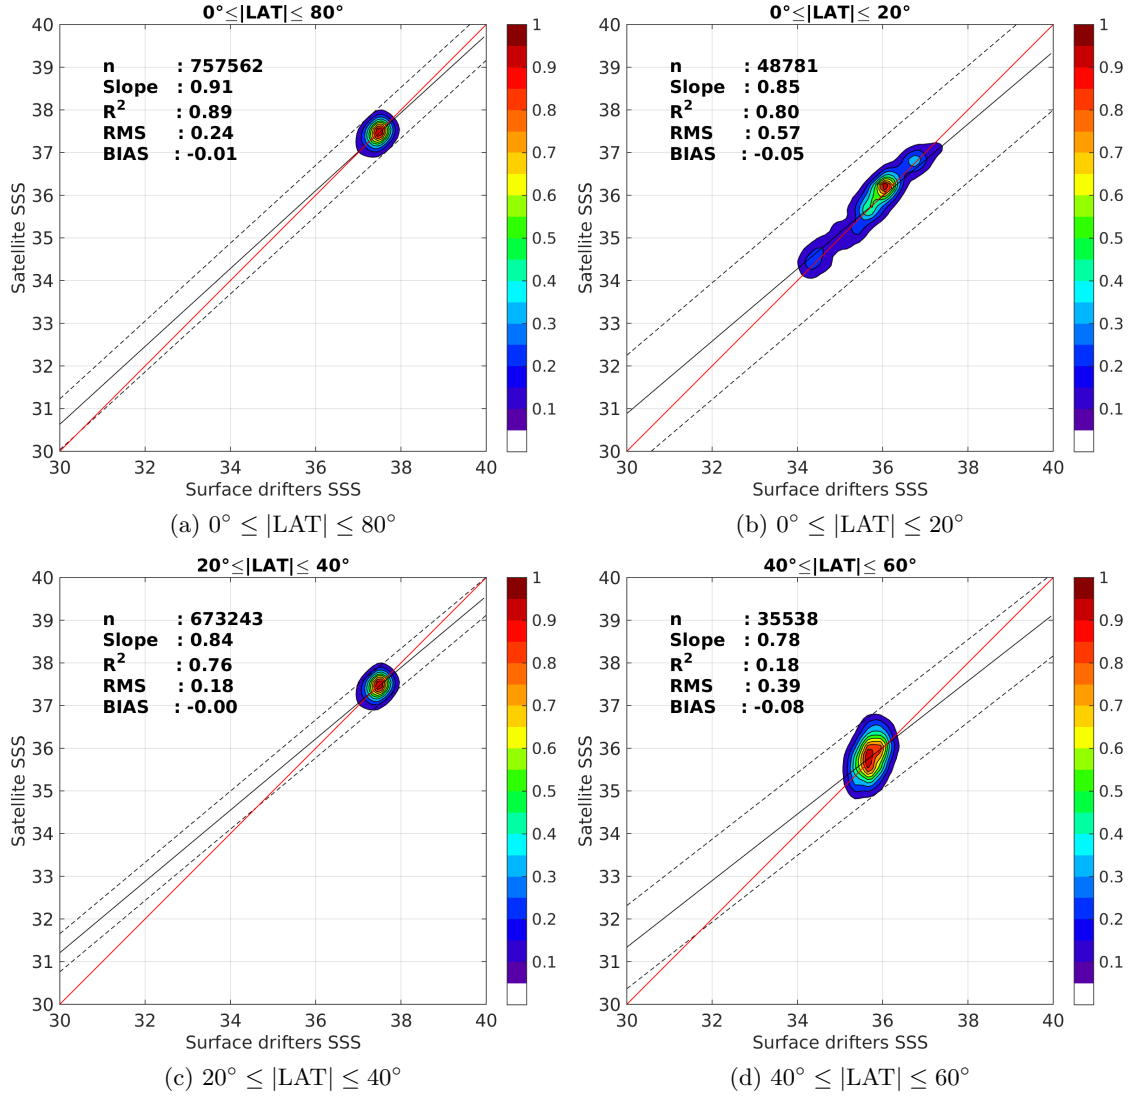 0°≤|LAT|≤ 80°
n : 757562
Slope : 0.91
R² : 0.89
RMS : 0.24
BIAS : -0.01
40
39
38
37
36
35
34
33
32
31
30
30 32 34 36 38 40
Satellite SSS
Surface drifters SSS
1
0.9
0.8
0.7
0.6
0.5
0.4
0.3
0.2
0.1
(a) 0° ≤ |LAT| ≤ 80°
0°≤|LAT|≤ 20°
n : 48781
Slope : 0.85
R² : 0.80
RMS : 0.57
BIAS : -0.05
40
39
38
37
36
35
34
33
32
31
30
30 32 34 36 38 40
Satellite SSS
Surface drifters SSS
1
0.9
0.8
0.7
0.6
0.5
0.4
0.3
0.2
0.1
(b) 0° ≤ |LAT| ≤ 20°
20°≤|LAT|≤ 40°
n : 673243
Slope : 0.84
R² : 0.76
RMS : 0.18
BIAS : -0.00
40
39
38
37
36
35
34
33
32
31
30
30 32 34 36 38 40
Satellite SSS
Surface drifters SSS
1
0.9
0.8
0.7
0.6
0.5
0.4
0.3
0.2
0.1
(c) 20° ≤ |LAT| ≤ 40°
40°≤|LAT|≤ 60°
n : 35538
Slope : 0.78
R² : 0.18
RMS : 0.39
BIAS : -0.08
40
39
38
37
36
35
34
33
32
31
30
30 32 34 36 38 40
Satellite SSS
Surface drifters SSS
1
0.9
0.8
0.7
0.6
0.5
0.4
0.3
0.2
0.1
(d) 40° ≤ |LAT| ≤ 60°